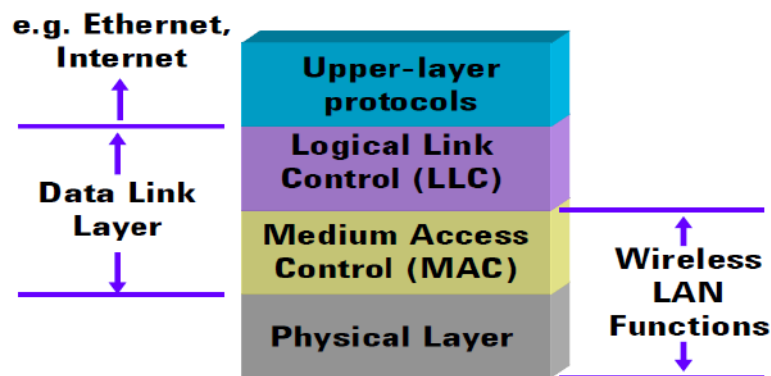 e.g. Ethernet,
Internet
Upper-layer
protocols
Logical Link
Control (LLC)
Data Link
Layer
Medium Access
Control (MAC)
Wireless
LAN
Functions
Physical Layer